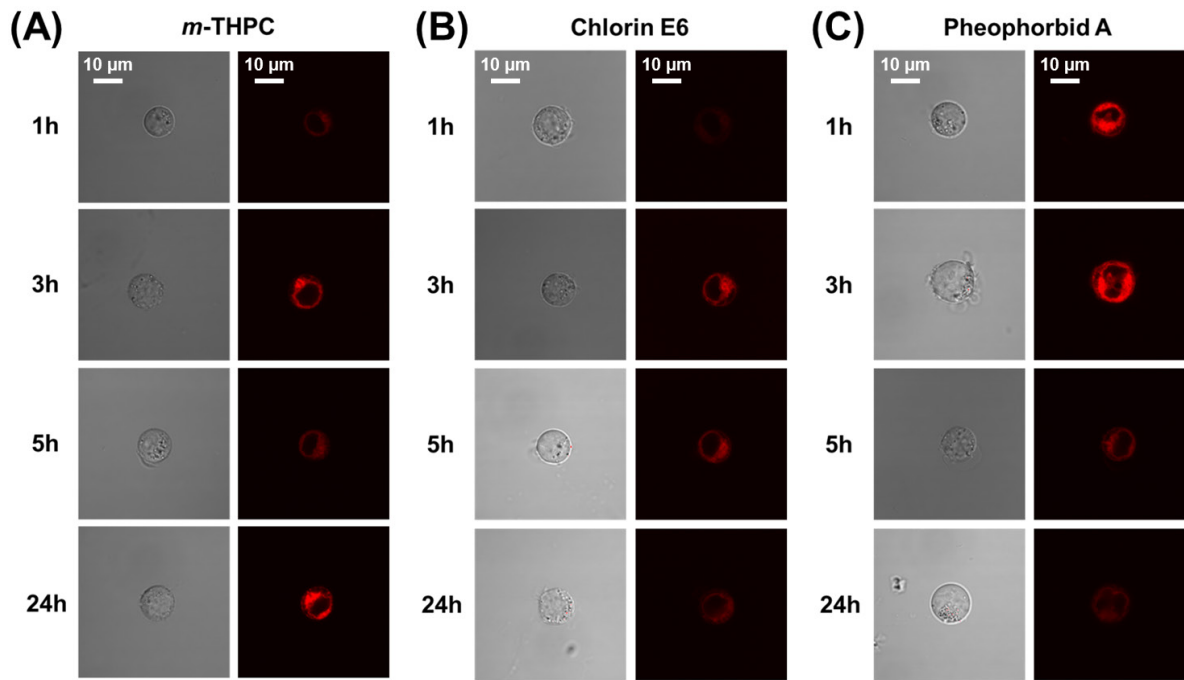 (A) m-THPC (B) Chlorin E6 (C) Pheophorbid A
10 µm 10 µm 10 µm 10 µm 10 µm 10 µm
1h 1h 1h
3h 3h 3h
5h 5h 5h
24h 24h 24h